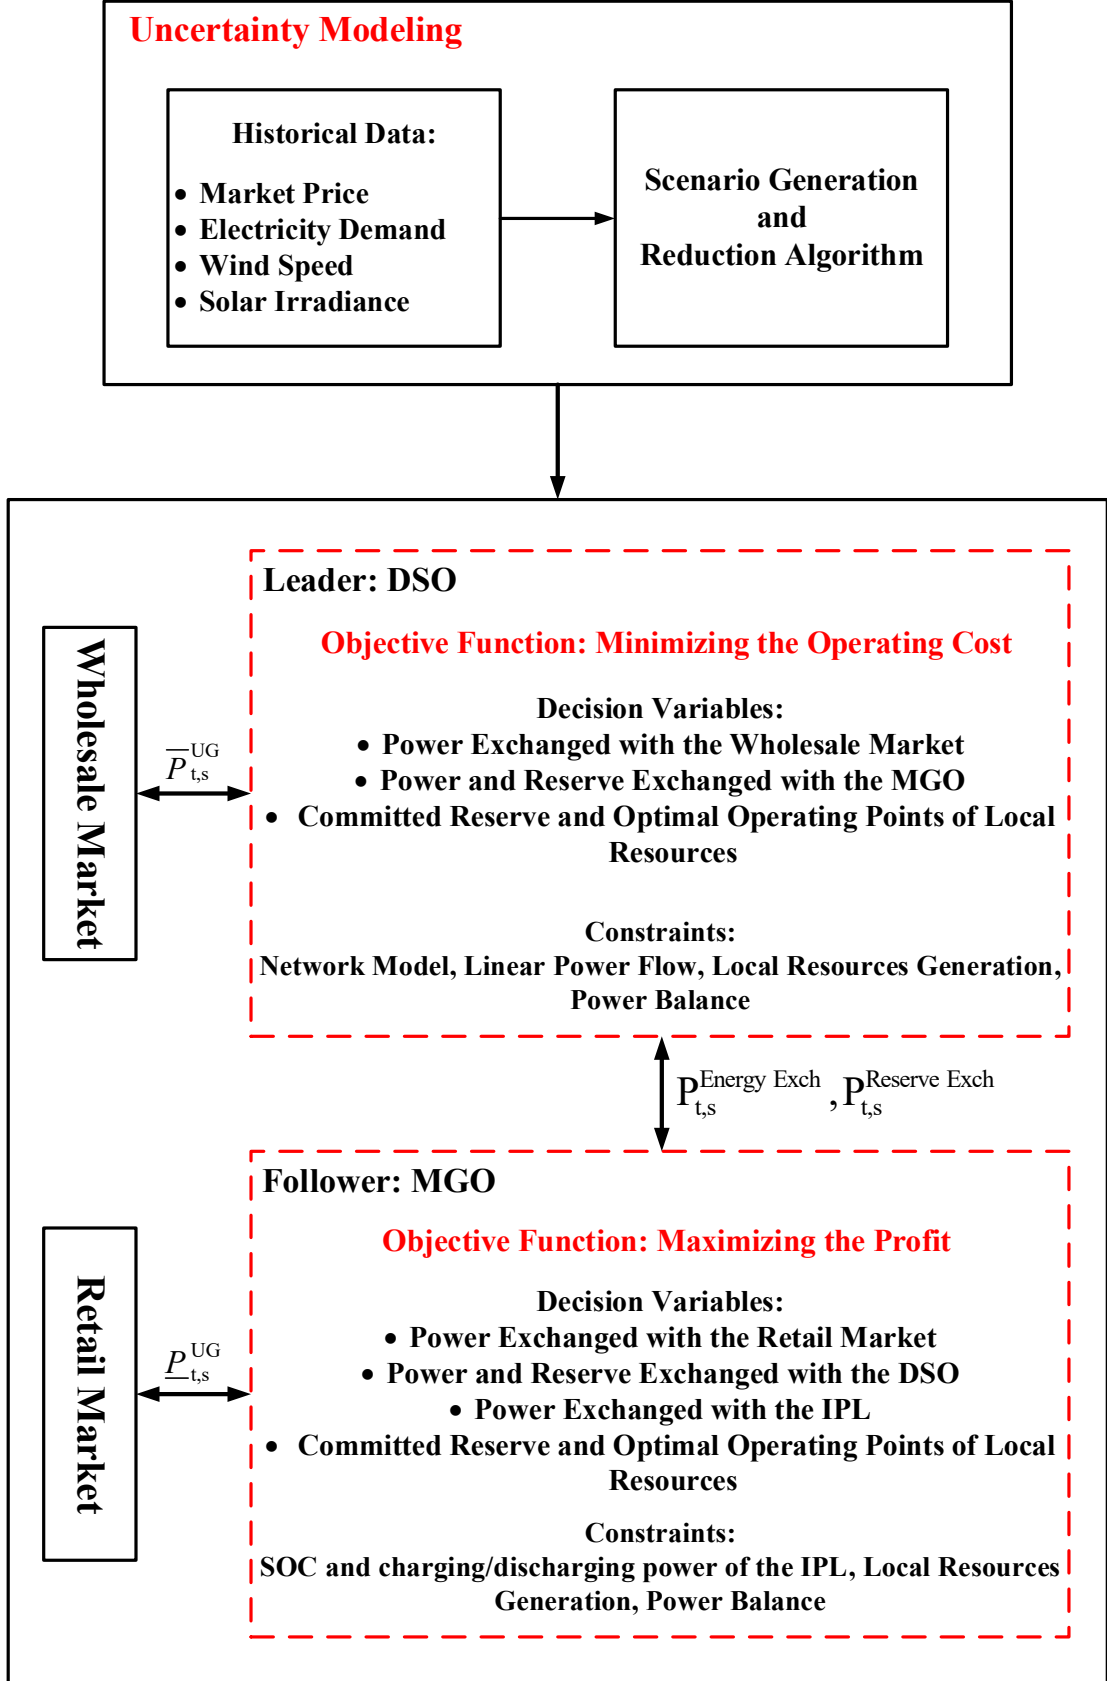 Uncertainty Modeling
Historical Data:
• Market Price
• Electricity Demand
• Wind Speed
• Solar Irradiance
Scenario Generation
and
Reduction Algorithm
Leader: DSO
Objective Function: Minimizing the Operating Cost
Decision Variables:
• Power Exchanged with the Wholesale Market
• Power and Reserve Exchanged with the MGO
• Committed Reserve and Optimal Operating Points of Local
Resources
Constraints:
Network Model, Linear Power Flow, Local Resources Generation,
Power Balance
Wholesale Market
P̅ UG t,s
P Energy Exch t,s , P Reserve Exch t,s
Follower: MGO
Objective Function: Maximizing the Profit
Decision Variables:
• Power Exchanged with the Retail Market
• Power and Reserve Exchanged with the DSO
• Power Exchanged with the IPL
• Committed Reserve and Optimal Operating Points of Local
Resources
Constraints:
SOC and charging/discharging power of the IPL, Local Resources
Generation, Power Balance
Retail Market
P̲ UG t,s